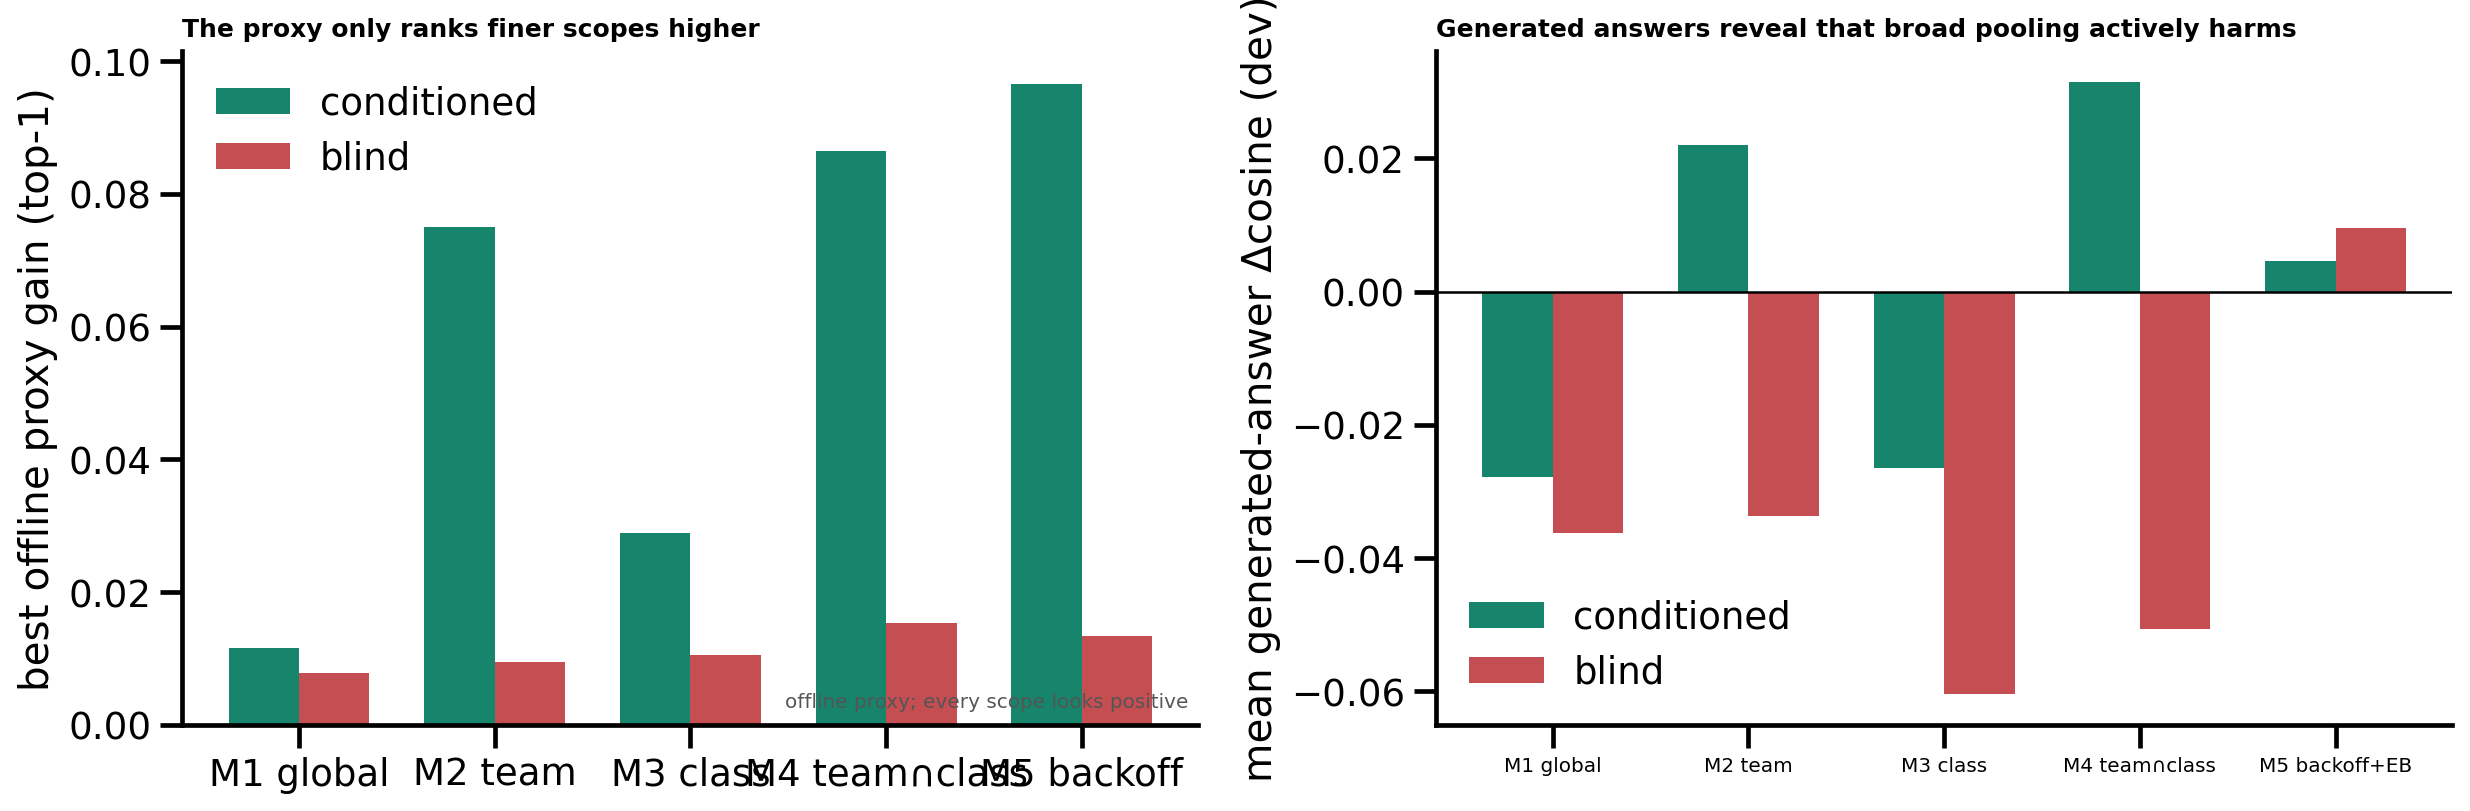 The proxy only ranks finer scopes higher
best offline proxy gain (top-1)
0.10
0.08
0.06
0.04
0.02
0.00
conditioned
blind
offline proxy; every scope looks positive
M1 global
M2 team
M3 class
M4 team∩class
M5 backoff
Generated answers reveal that broad pooling actively harms
mean generated-answer Δcosine (dev)
0.02
0.00
−0.02
−0.04
−0.06
conditioned
blind
M1 global
M2 team
M3 class
M4 team∩class
M5 backoff+EB